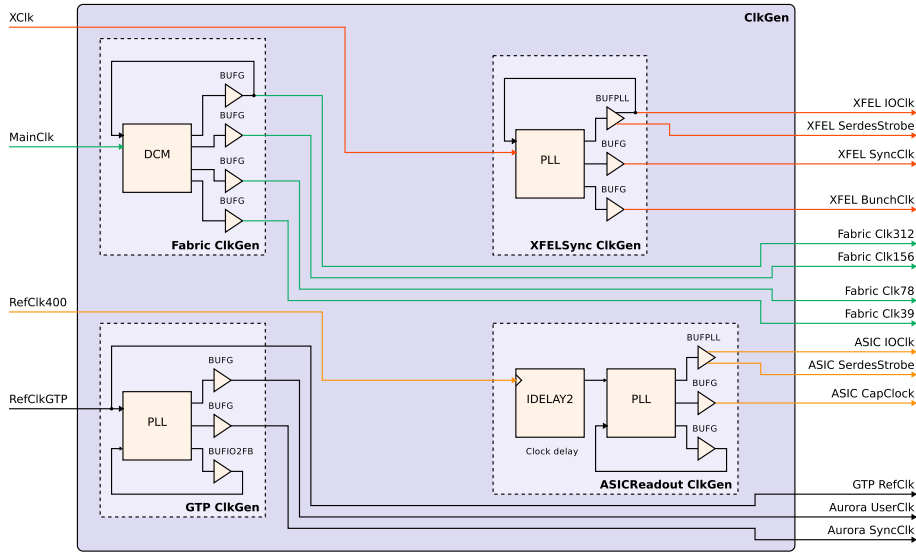 XClk
ClkGen
BUFG
BUFG
BUFG
BUFG
DCM
MainClk
Fabric ClkGen
BUFPLL
BUFG
BUFG
PLL
XFELSync ClkGen
XFEL IOClk
XFEL SerdesStrobe
XFEL SyncClk
XFEL BunchClk
Fabric Clk312
Fabric Clk156
Fabric Clk78
Fabric Clk39
RefClk400
RefClkGTP
BUFG
BUFG
BUFIO2FB
PLL
GTP ClkGen
IDELAY2
Clock delay
PLL
BUFPLL
BUFG
BUFG
ASICReadout ClkGen
ASIC IOClk
ASIC SerdesStrobe
ASIC CapClock
GTP RefClk
Aurora UserClk
Aurora SyncClk